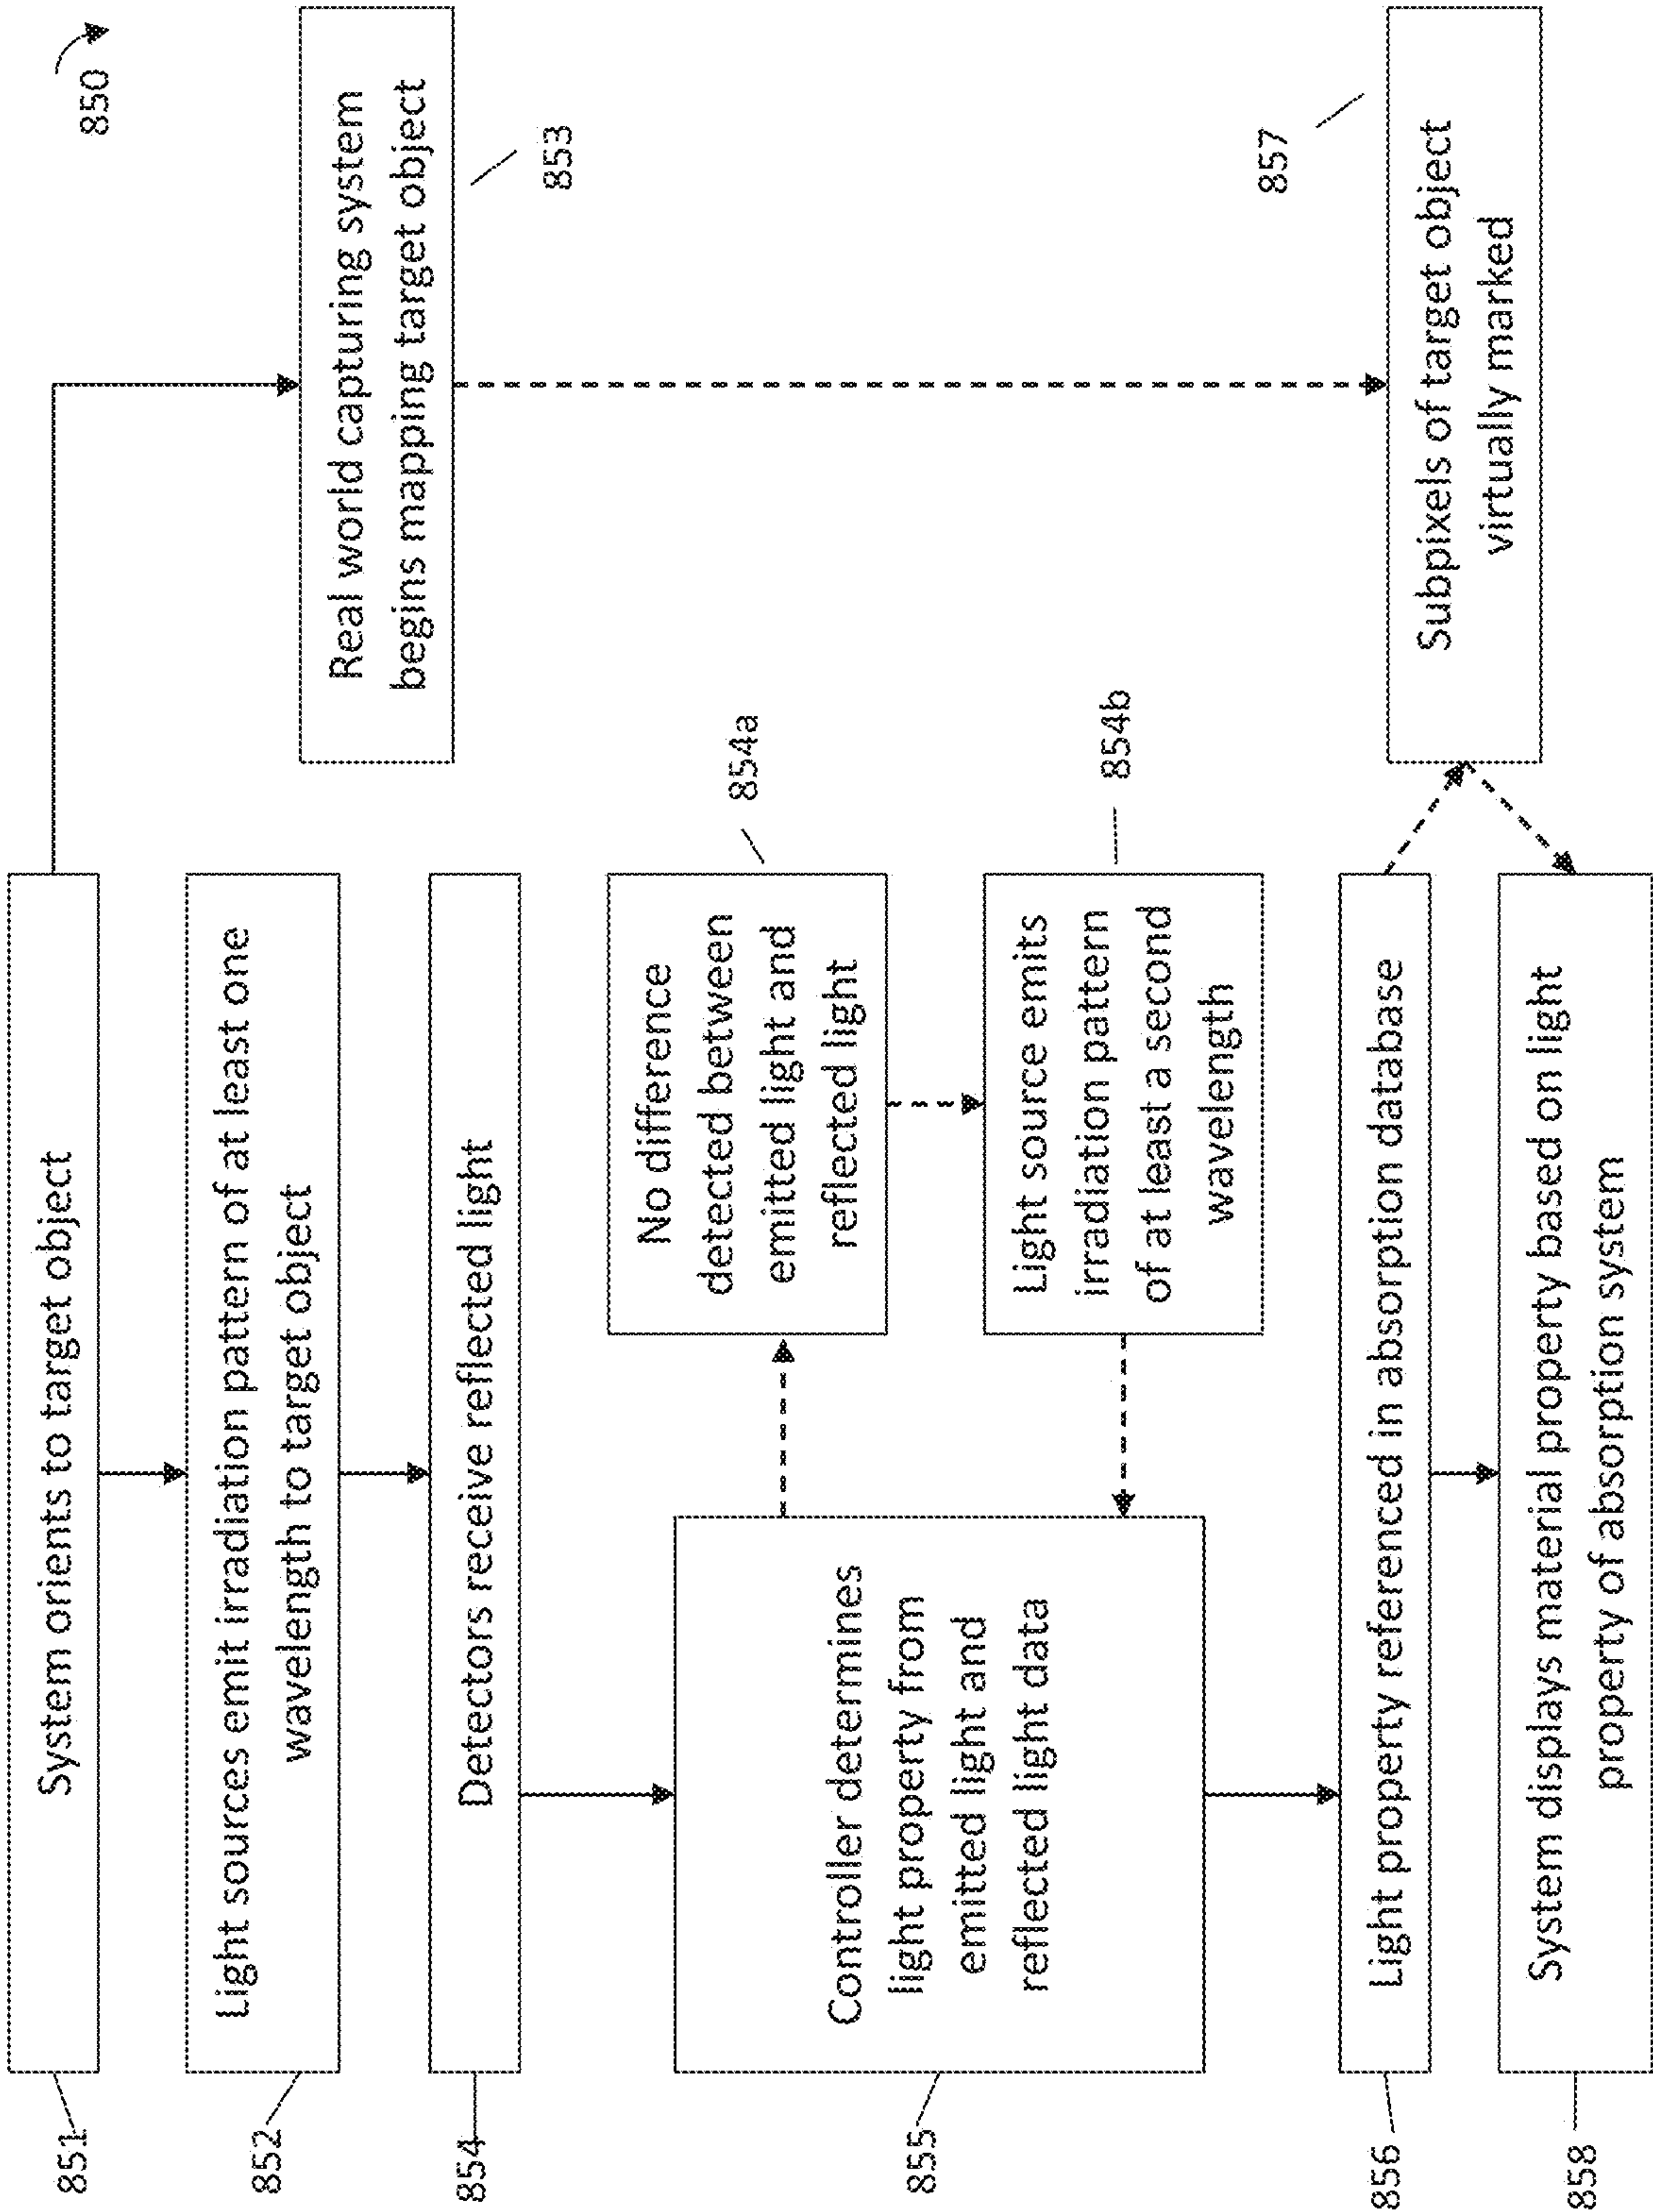 850
851
System orients to target object
852
Light sources emit irradiation pattern of at least one
wavelength to target object
Real world capturing system
begins mapping target object
853
854
Detectors receive reflected light
855
Controller determines
light property from
emitted light and
reflected light data
No difference
detected between
emitted light and
reflected light
854a
Light source emits
irradiation pattern
of at least a second
wavelength
854b
856
Light property referenced in absorption database
857
Subpixels of target object
virtually marked
858
System displays material property based on light
property of absorption system